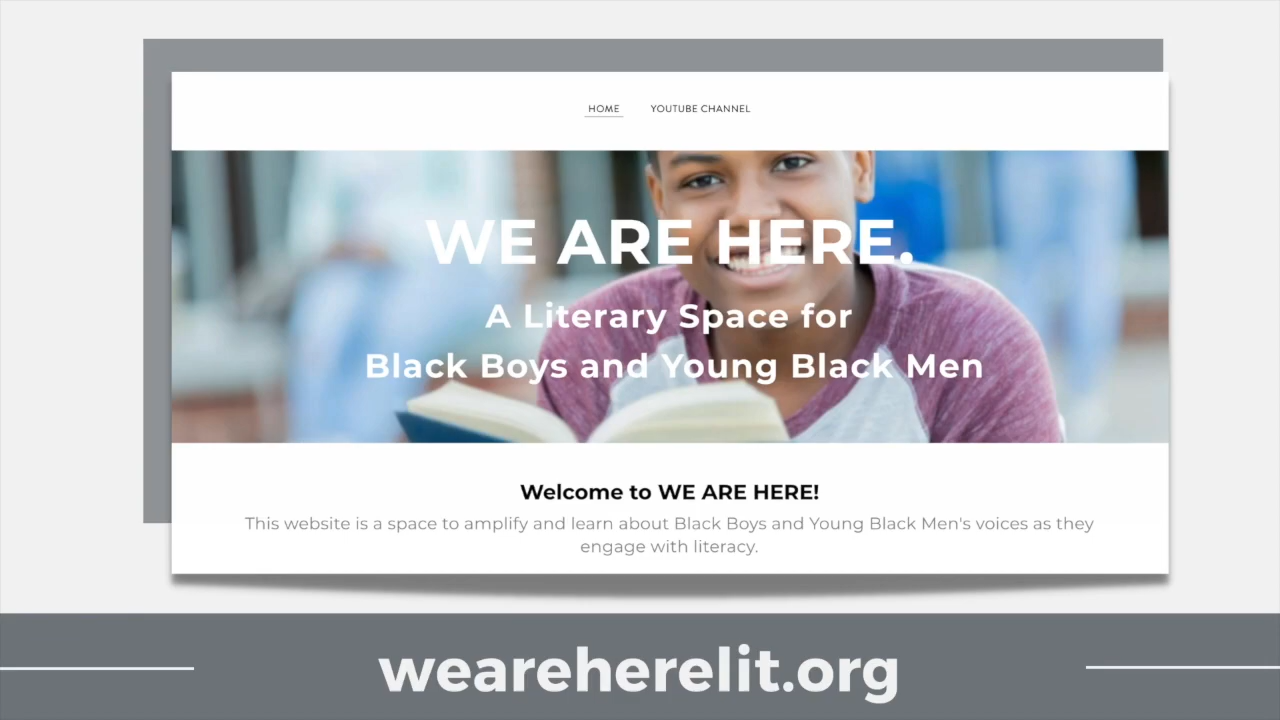 HOME YOUTUBE CHANNEL
WE ARE HERE.
A Literary Space for
Black Boys and Young Black Men
Welcome to WE ARE HERE!
This website is a space to amplify and learn about Black Boys and Young Black Men's voices as they
engage with literacy.
weareherelit.org